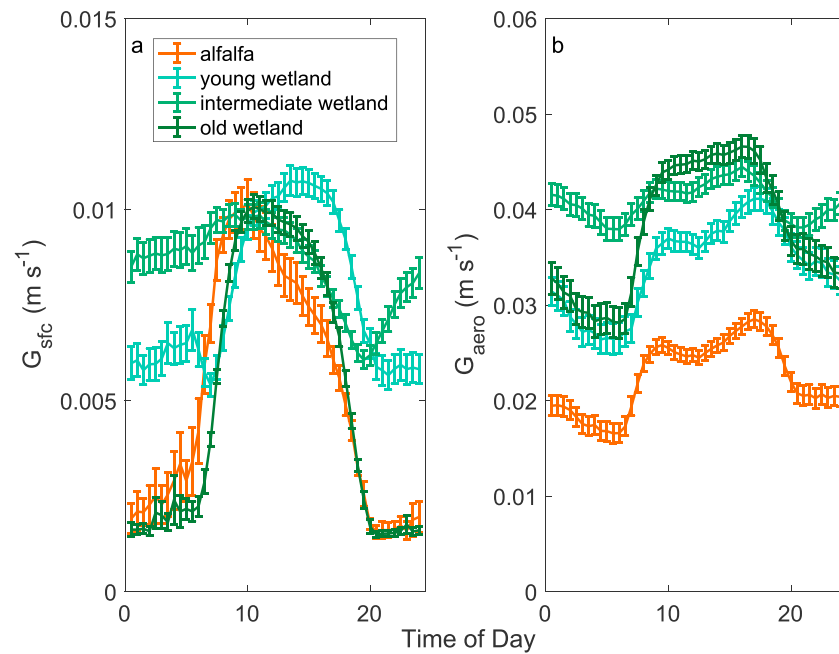 0.015
a
alfalfa
young wetland
intermediate wetland
old wetland
0.01
0.005
0
G_sfc (m s^-1)
0
10
20
0.06
b
0.05
0.04
0.03
0.02
0.01
0
G_aero (m s^-1)
0
10
20
Time of Day